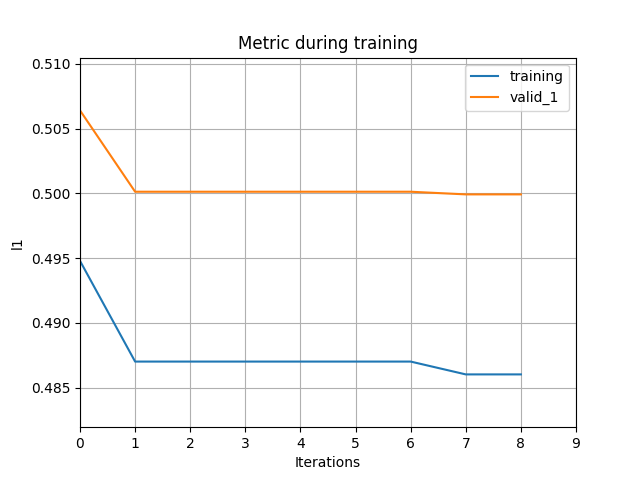 Metric during training
0.510
0.505
0.500
0.495
0.490
0.485
l1
training
valid_1
0 1 2 3 4 5 6 7 8 9
Iterations